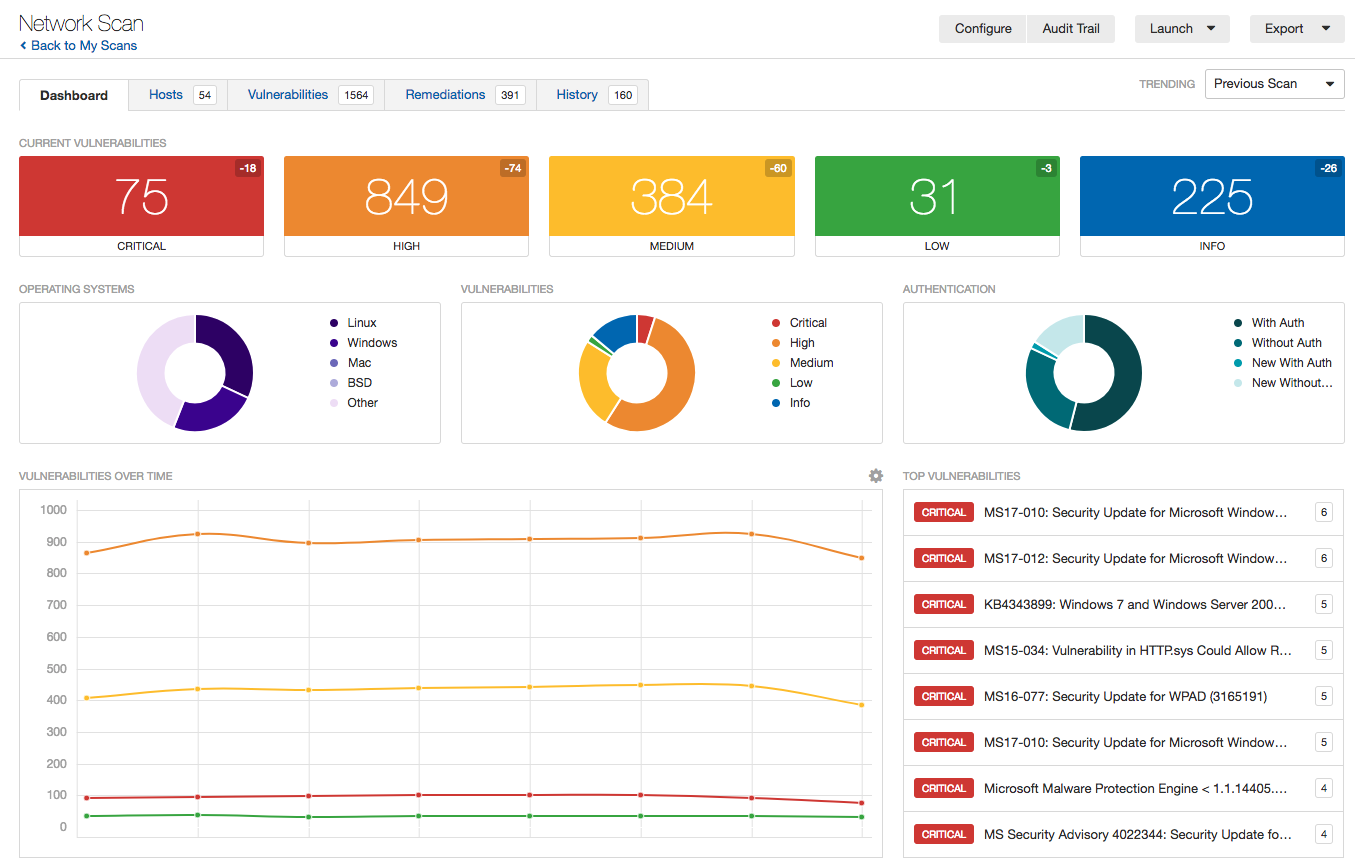 Network Scan
Back to My Scans
Configure
Audit Trail
Launch
Export
Dashboard
Hosts 54
Vulnerabilities 1564
Remediations 391
History 160
TRENDING
Previous Scan
CURRENT VULNERABILITIES
-18
75
CRITICAL
-74
849
HIGH
-60
384
MEDIUM
-3
31
LOW
-26
225
INFO
OPERATING SYSTEMS
Linux
Windows
Mac
BSD
Other
VULNERABILITIES
Critical
High
Medium
Low
Info
AUTHENTICATION
With Auth
Without Auth
New With Auth
New Without...
VULNERABILITIES OVER TIME
1000
900
800
700
600
500
400
300
200
100
0
TOP VULNERABILITIES
CRITICAL MS17-010: Security Update for Microsoft Window... 6
CRITICAL MS17-012: Security Update for Microsoft Window... 6
CRITICAL KB4343899: Windows 7 and Windows Server 200... 5
CRITICAL MS15-034: Vulnerability in HTTP.sys Could Allow R... 5
CRITICAL MS16-077: Security Update for WPAD (3165191) 5
CRITICAL MS17-010: Security Update for Microsoft Window... 5
CRITICAL Microsoft Malware Protection Engine < 1.1.14405.... 4
CRITICAL MS Security Advisory 4022344: Security Update fo... 4